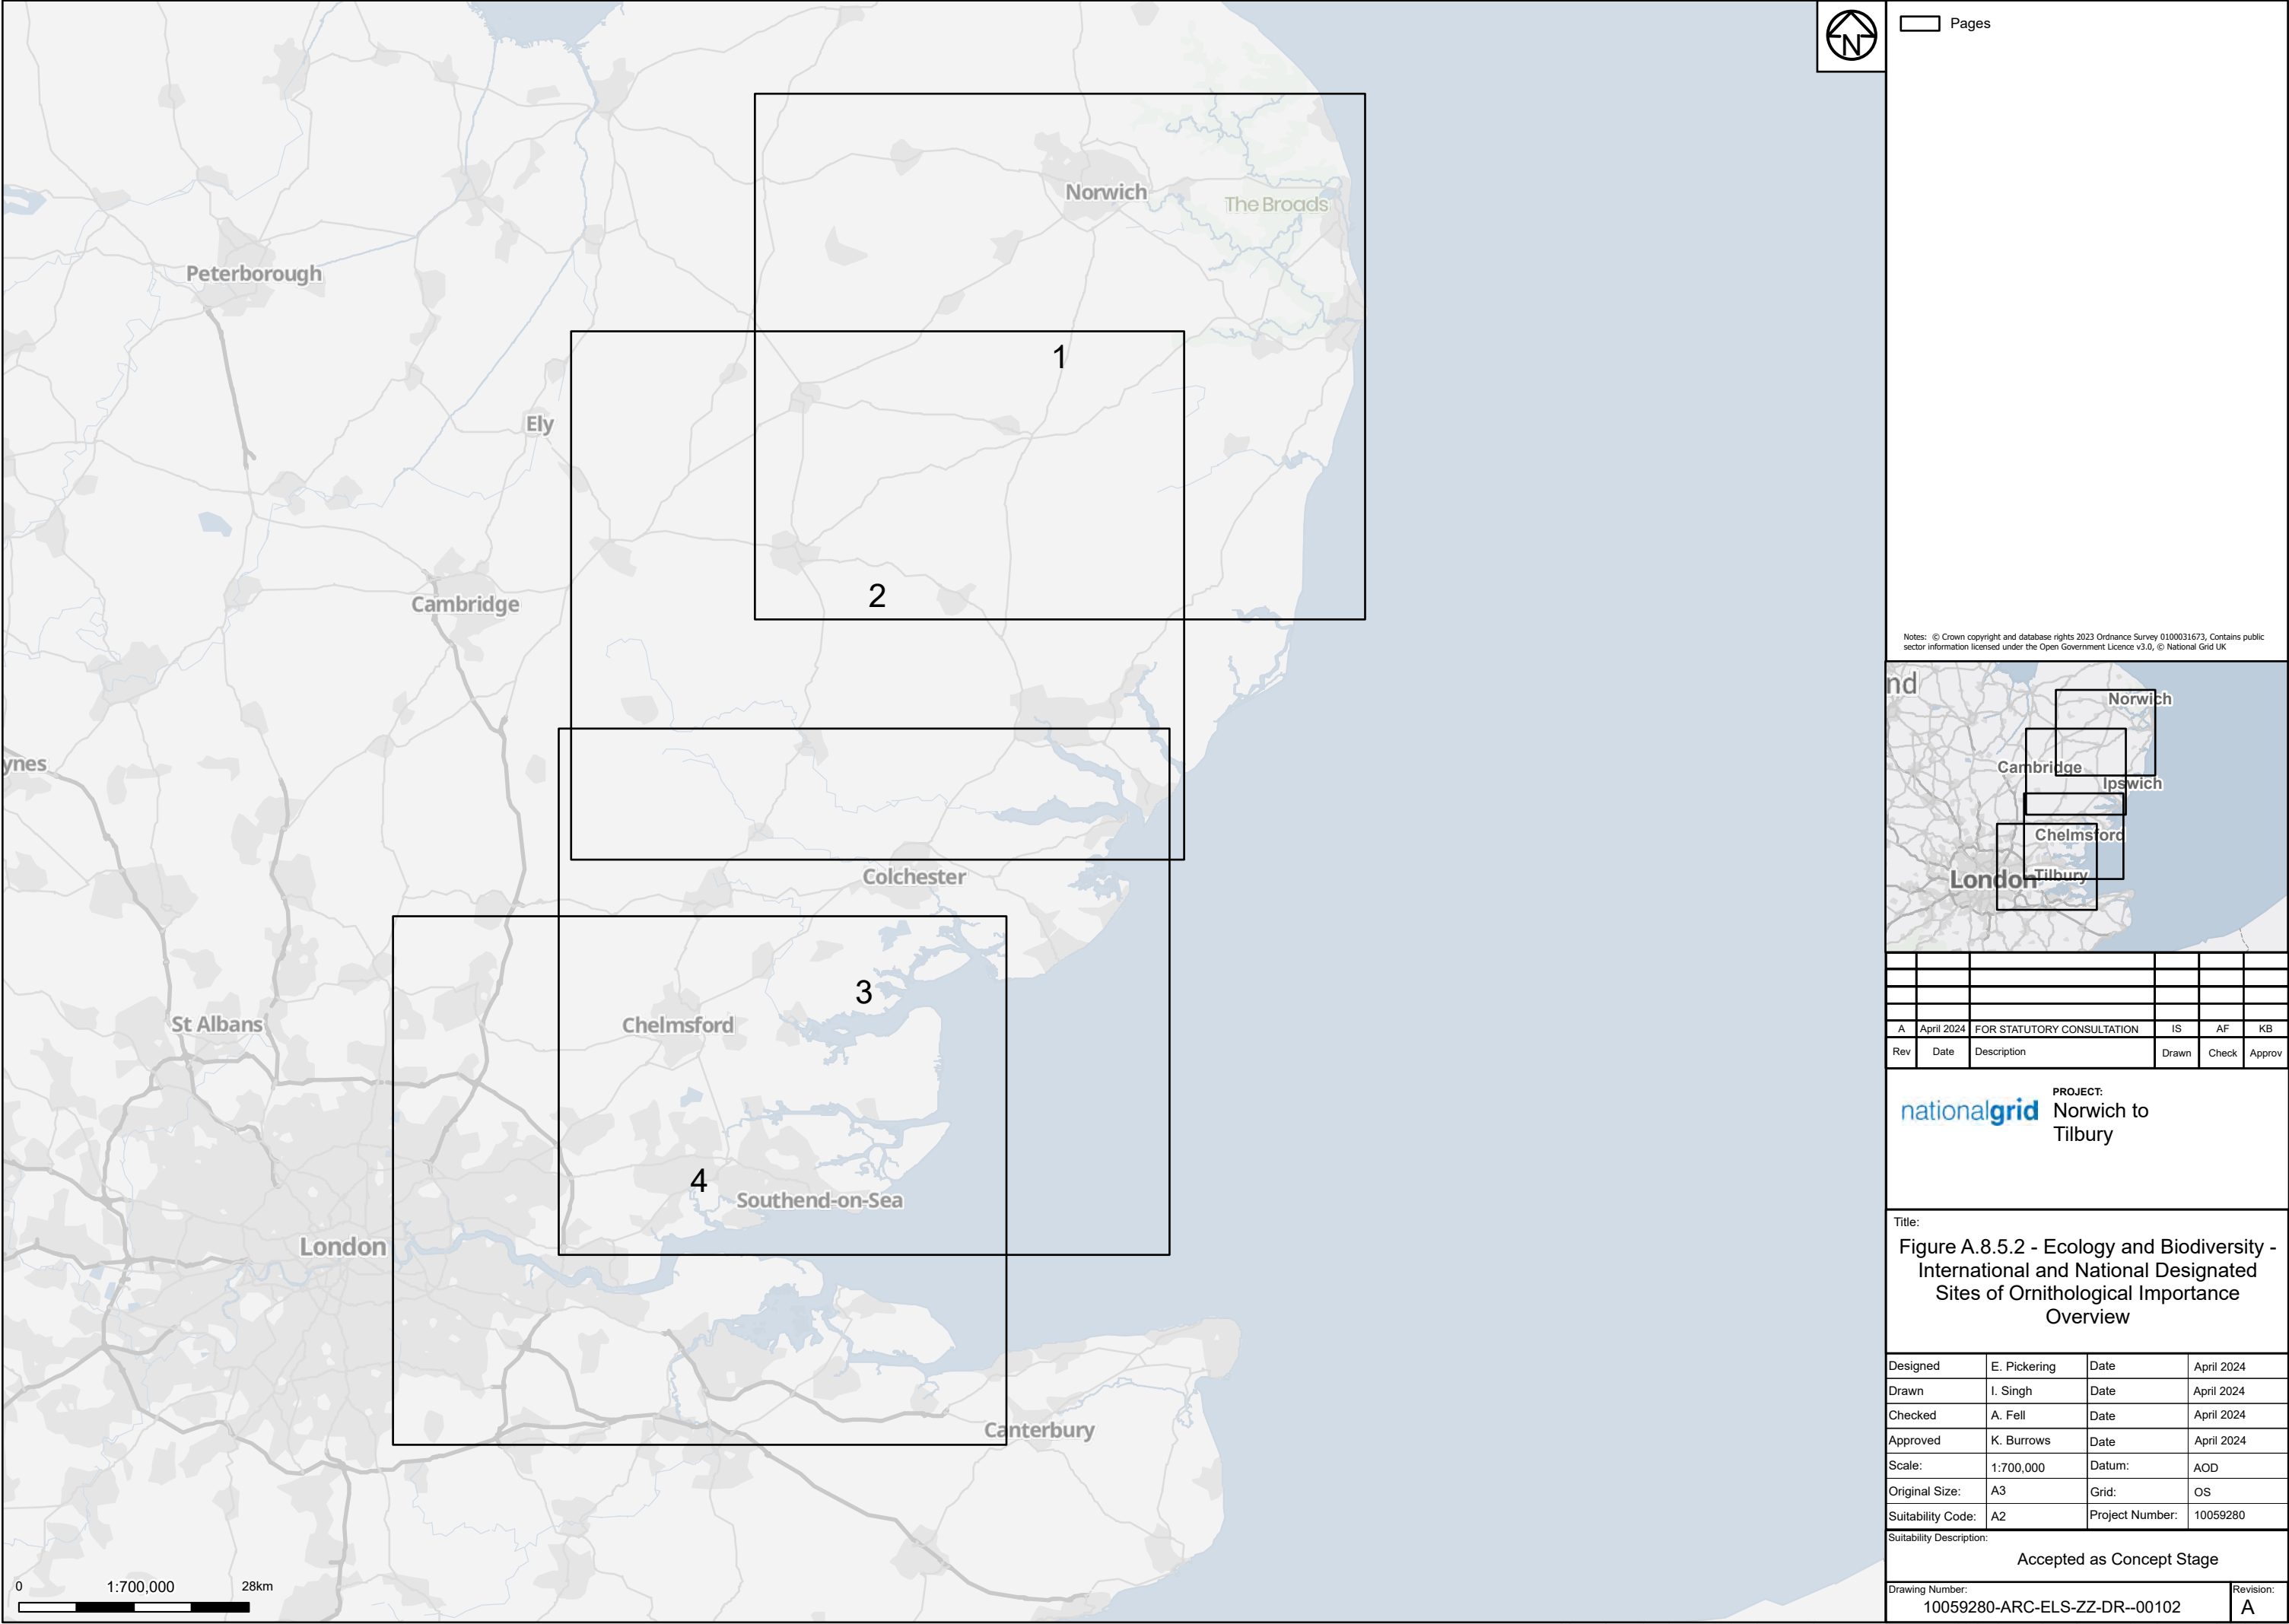 N
Norwich
The Broads
Peterborough
1
Ely
2
Cambridge
ynes
Colchester
3
St Albans
Chelmsford
4
Southend-on-Sea
London
Canterbury
0 1:700,000 28km
Pages
Notes: © Crown copyright and database rights 2023 Ordnance Survey 0100031673, Contains public
sector information licensed under the Open Government Licence v3.0, © National Grid UK
nd
Norwich
Cambridge
Ipswich
Chelmsford
London Tilbury
A April 2024 FOR STATUTORY CONSULTATION IS AF KB
Rev Date Description Drawn Check Approv
nationalgrid
PROJECT:
Norwich to
Tilbury
Title:
Figure A.8.5.2 - Ecology and Biodiversity -
International and National Designated
Sites of Ornithological Importance
Overview
Designed E. Pickering Date April 2024
Drawn I. Singh Date April 2024
Checked A. Fell Date April 2024
Approved K. Burrows Date April 2024
Scale: 1:700,000 Datum: AOD
Original Size: A3 Grid: OS
Suitability Code: A2 Project Number: 10059280
Suitability Description:
Accepted as Concept Stage
Drawing Number: Revision:
10059280-ARC-ELS-ZZ-DR--00102 A